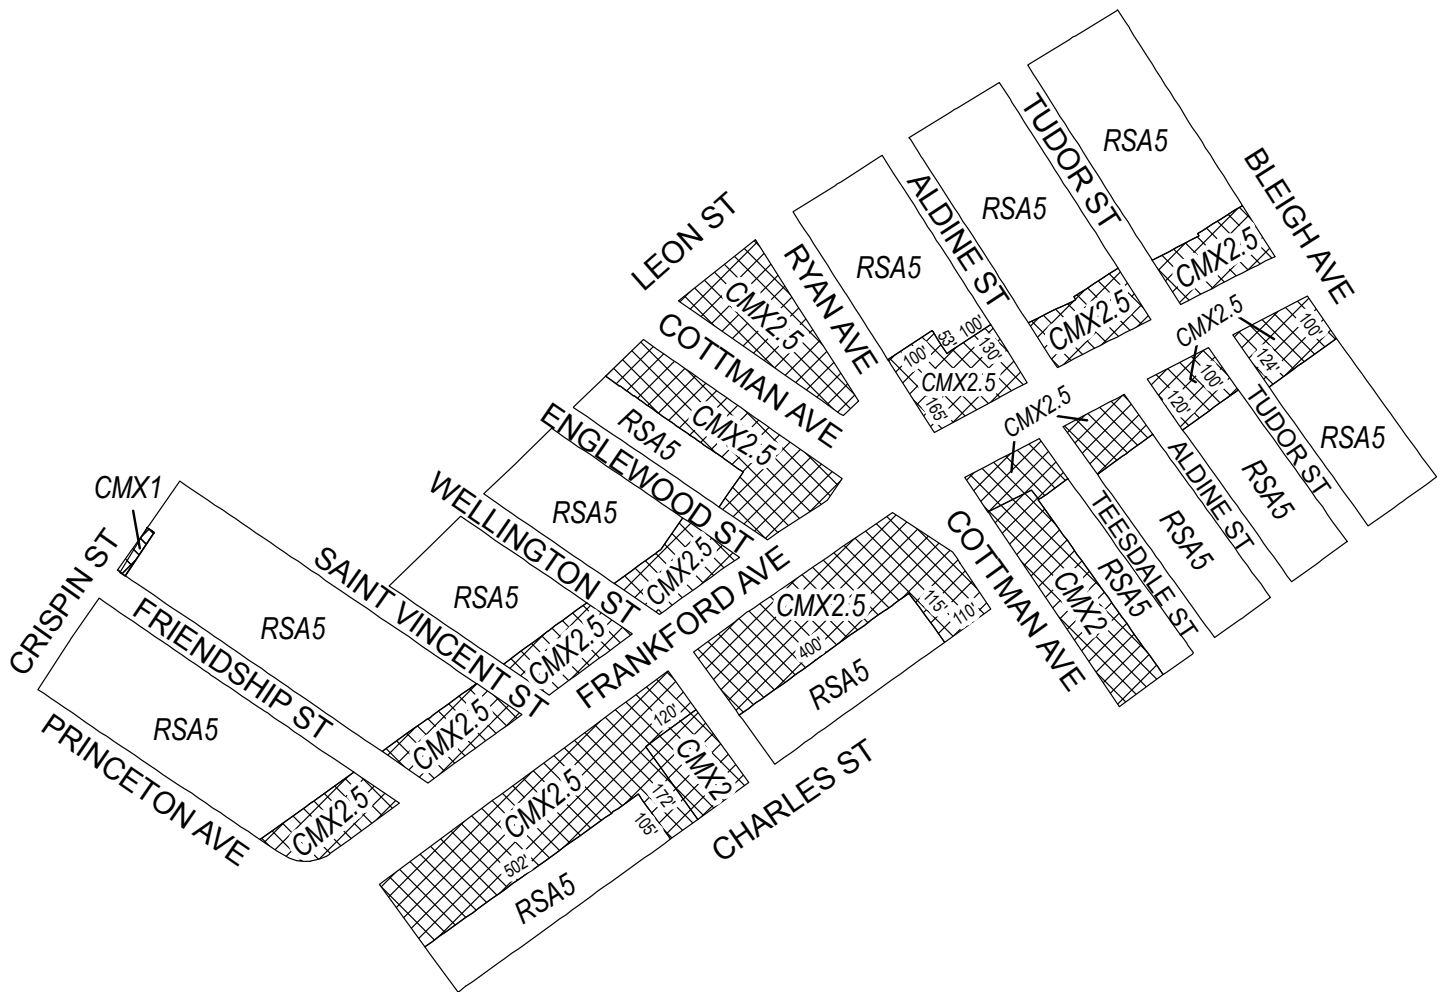 RSA5
TUDOR ST
BLEIGH AVE
RSA5
ALDINE ST
LEON ST
RSA5
RYAN AVE
CMX2.5
CMX2.5
CMX2.5
CMX2.5
100'
53'
100'
130'
CMX2.5
165'
CMX2.5
100'
124'
100'
120'
COTTMAN AVE
CMX2.5
RSA5
ENGLEWOOD ST
CMX2.5
RSA5
TUDOR ST
RSA5
ALDINE ST
RSA5
TEESDALE ST
RSA5
CMX2
COTTMAN AVE
WELLINGTON ST
RSA5
CMX2.5
CMX1
CRISPIN ST
SAINT VINCENT ST
RSA5
CMX2.5
FRANKFORD AVE
CMX2.5
115'
110'
400'
RSA5
FRIENDSHIP ST
RSA5
CMX2.5
RSA5
PRINCETON AVE
CMX2.5
120'
CMX2
172'
105'
CMX2.5
502'
RSA5
CHARLES ST